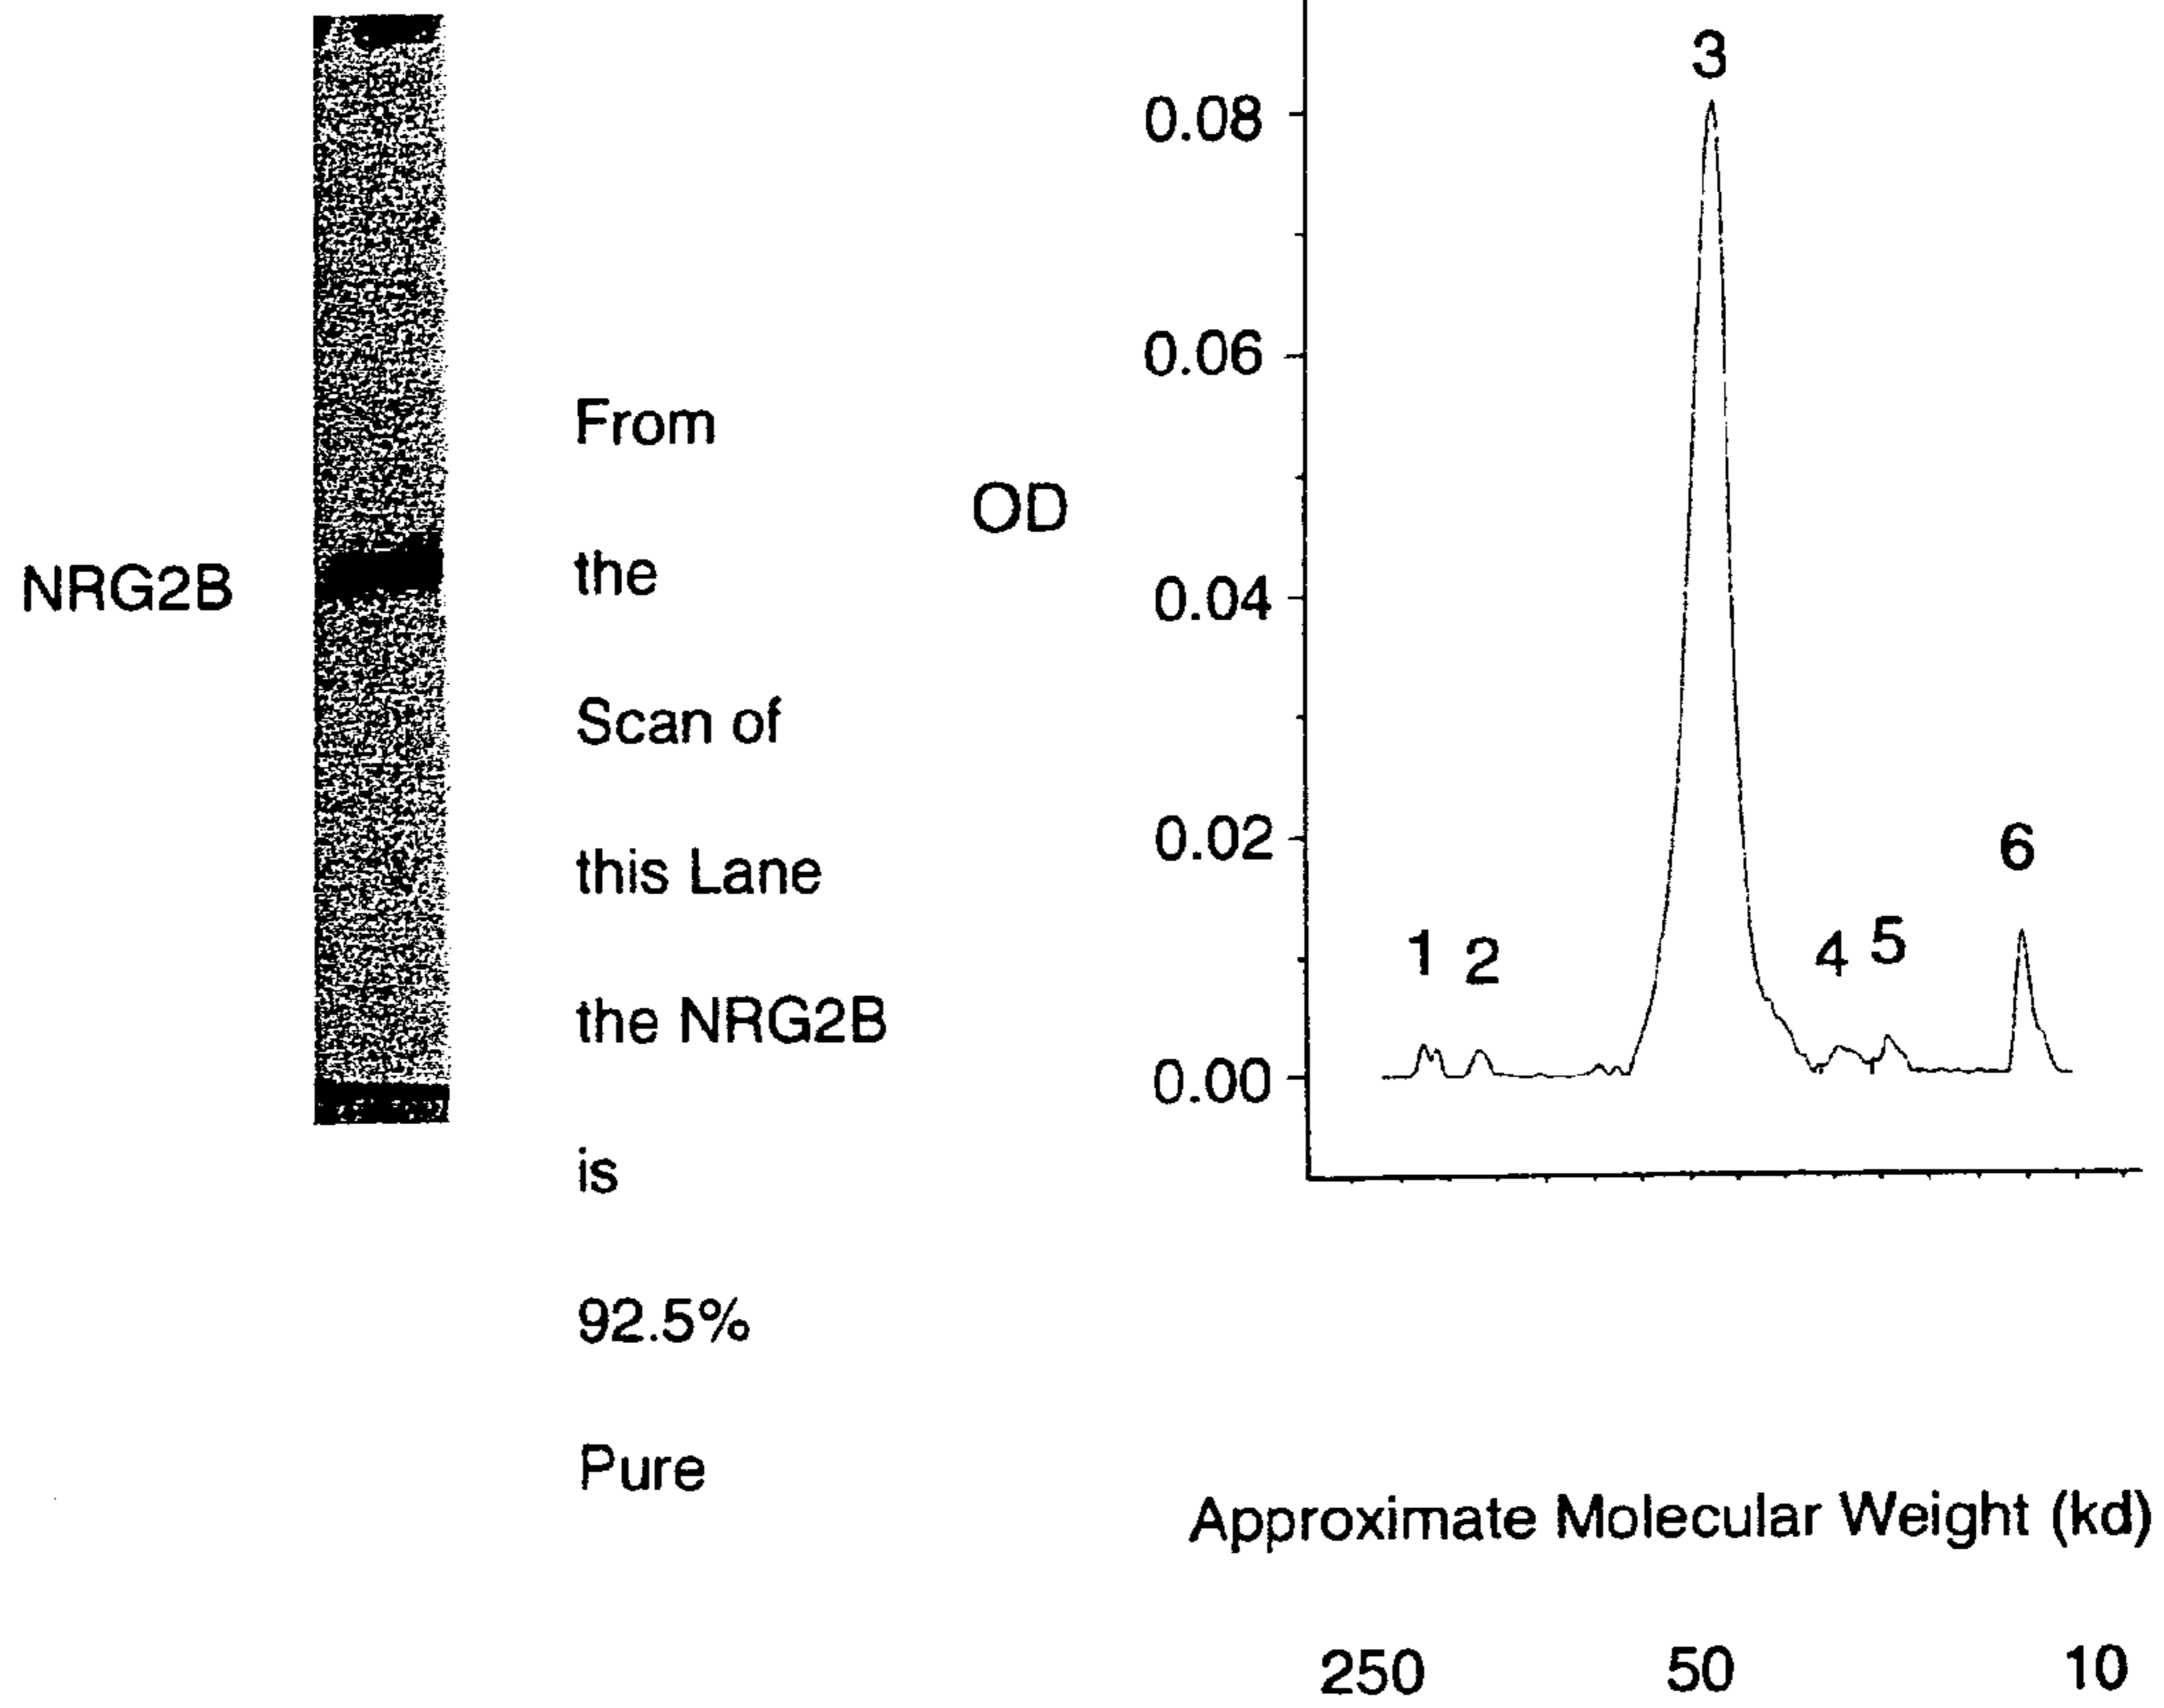 NRG2B
From
the
Scan of
this Lane
the NRG2B
is
92.5%
Pure
OD
0.08
0.06
0.04
0.02
0.00
1
2
3
4
5
6
Approximate Molecular Weight (kd)
250 50 10